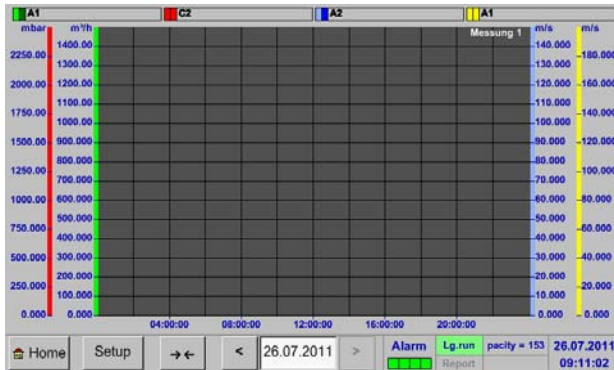 A1 C2 A2 A1
mbar m³/h Messung 1 m/s m/s
1400.00 140.000
2250.00 1300.00 130.000 180.000
1200.00 120.000
2000.00 160.000
1100.00 110.000
1750.00 1000.00 100.000 140.000
1500.00 900.000 90.000 120.000
800.000 80.000
1250.00 700.000 70.000 100.000
1000.00 600.000 60.000 80.000
500.000 50.000
750.000 60.000
400.000 40.000
500.000 300.000 30.000 40.000
200.000 20.000
250.000 20.000
100.000 10.000
0.000 0.000 0.000 0.000
04:00:00 08:00:00 12:00:00 16:00:00 20:00:00
Home Setup →← < 26.07.2011 > Alarm Lg.run pacity = 153 26.07.2011
Report 09:11:02